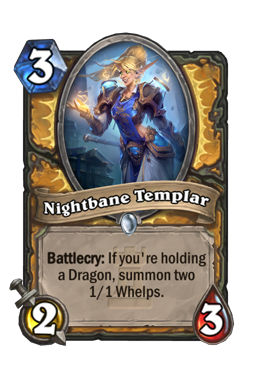 3
Nightbane Templar
Battlecry: If you're holding
a Dragon, summon two
1/1 Whelps.
2
3